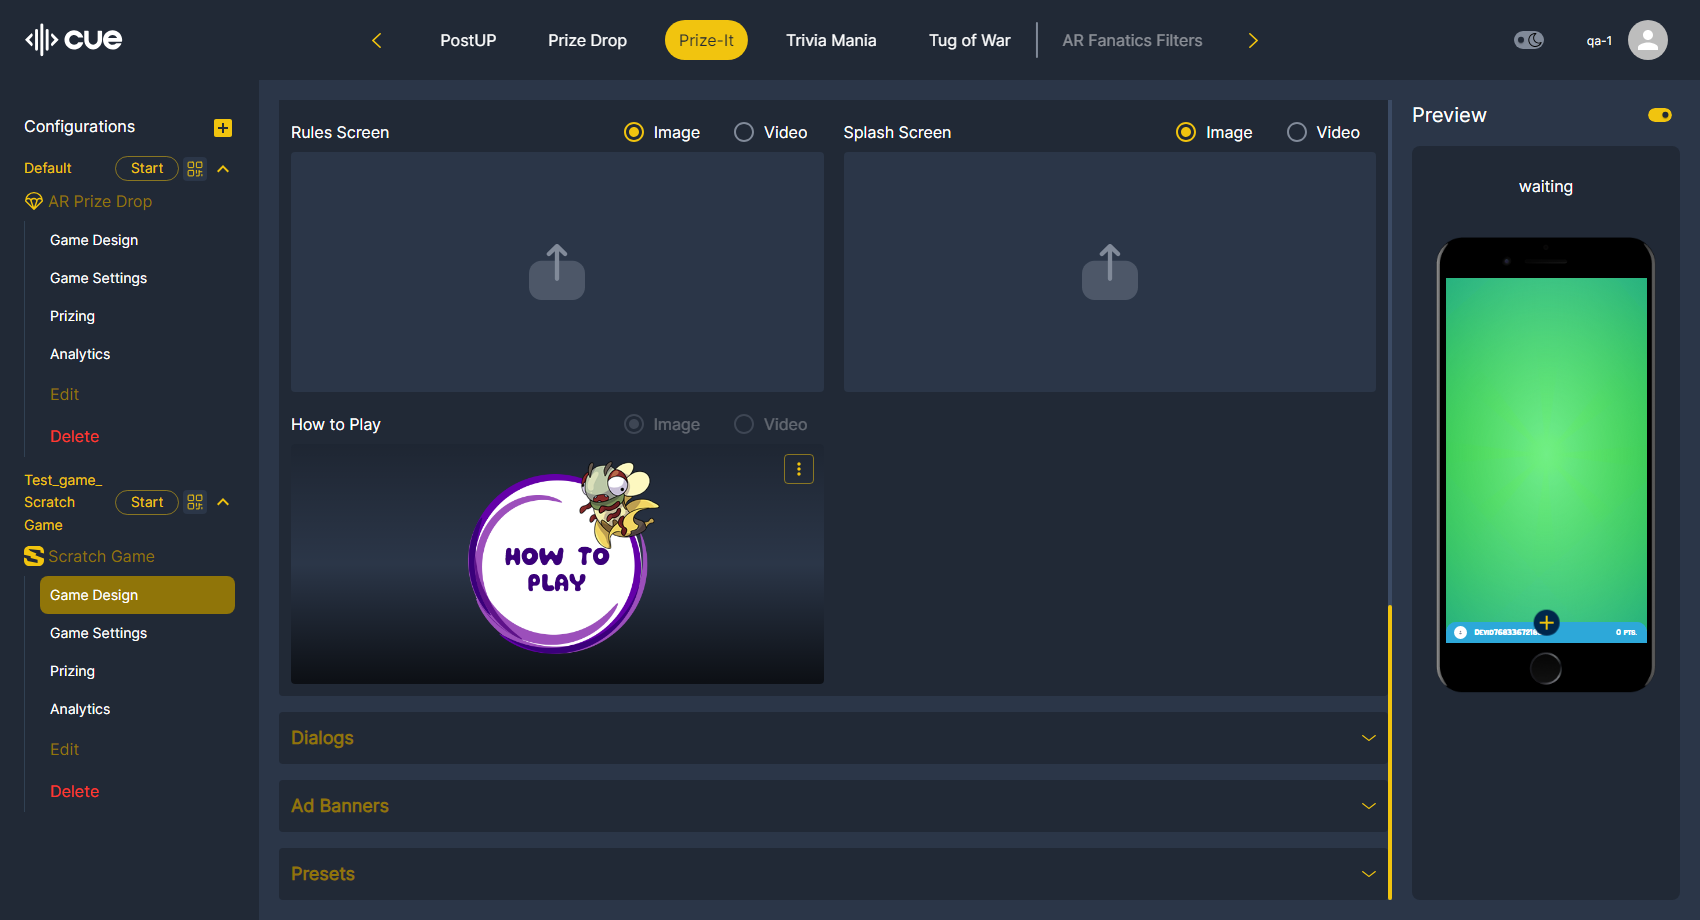 cue
PostUP
Prize Drop
Prize-It
Trivia Mania
Tug of War
AR Fanatics Filters
qa-1
Configurations
Default
Start
AR Prize Drop
Game Design
Game Settings
Prizing
Analytics
Edit
Delete
Test_game_
Scratch
Game
Start
Scratch Game
Game Design
Game Settings
Prizing
Analytics
Edit
Delete
Rules Screen
Image
Video
Splash Screen
Image
Video
How to Play
Image
Video
HOW TO
PLAY
Dialogs
Ad Banners
Presets
Preview
waiting
0 PTS.